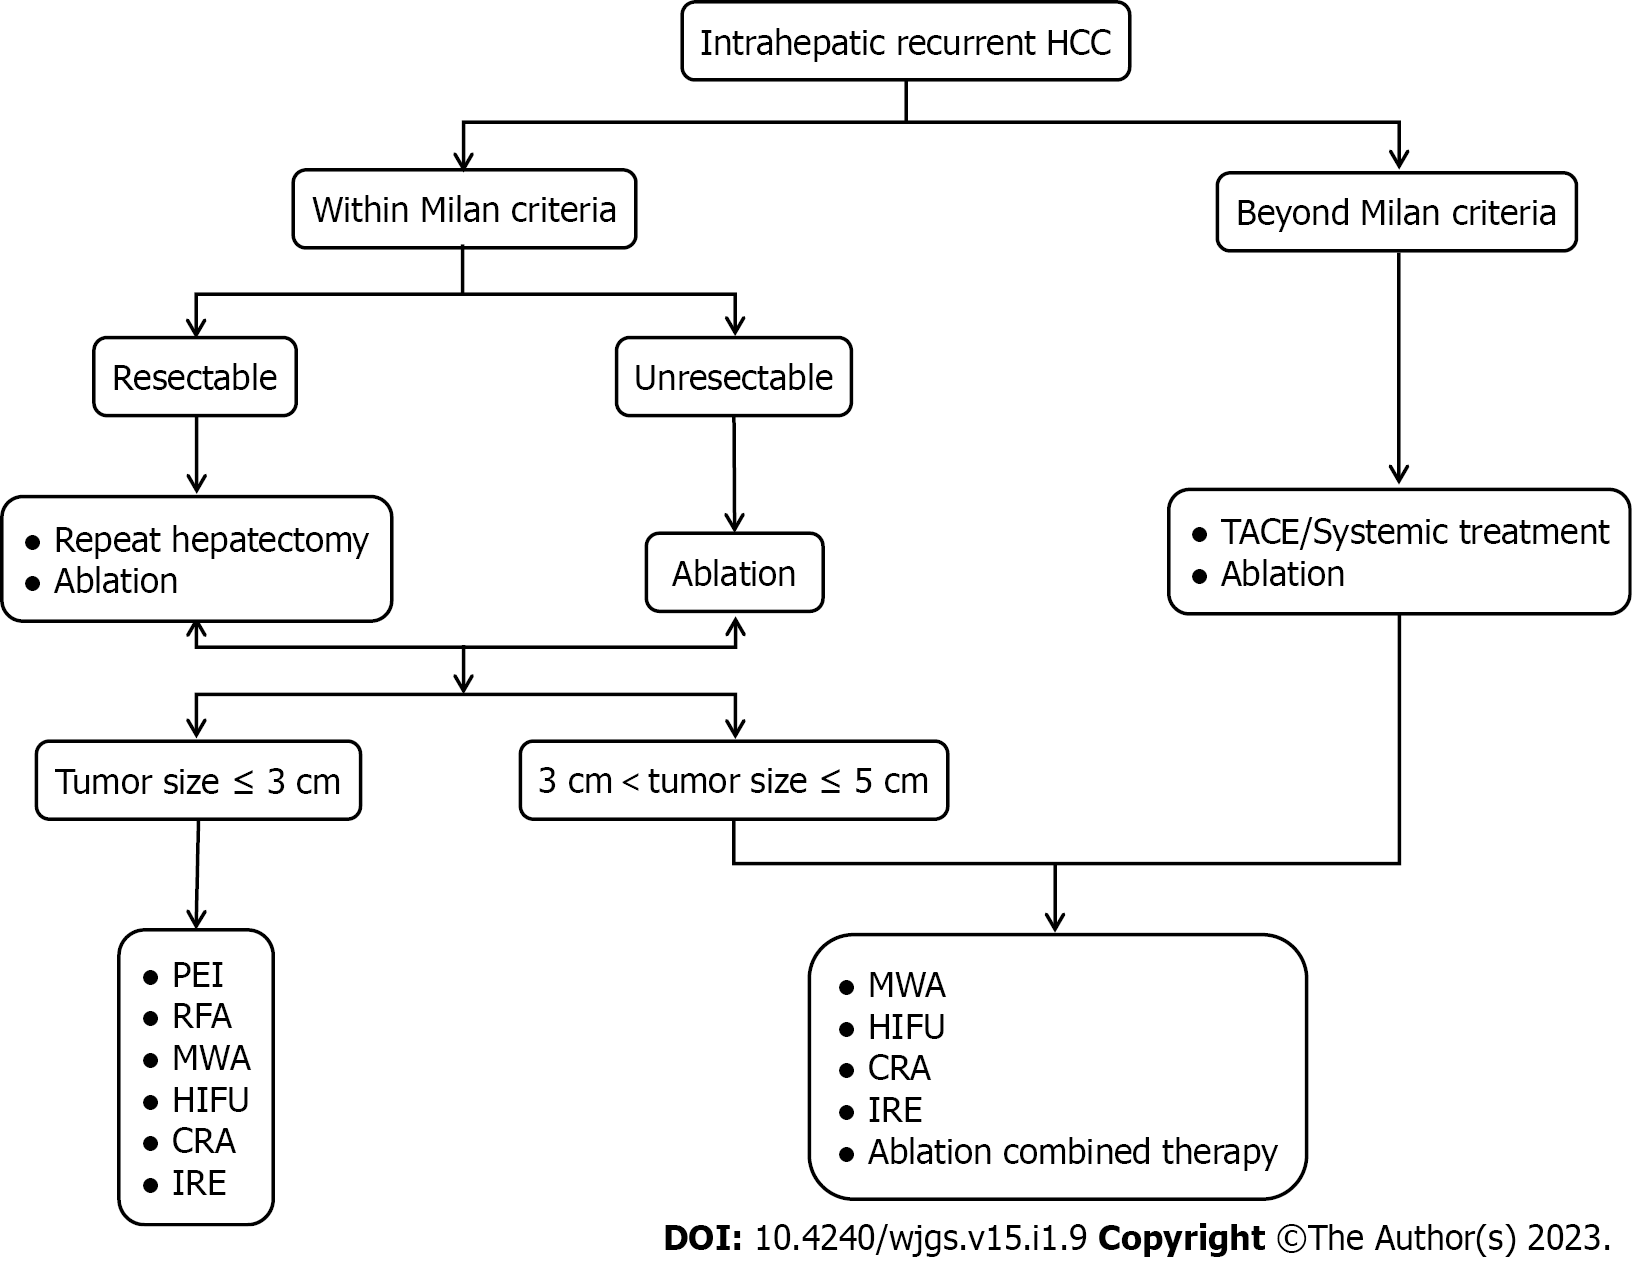 Intrahepatic recurrent HCC
Within Milan criteria
Beyond Milan criteria
Resectable
Unresectable
● Repeat hepatectomy
● Ablation
Ablation
● TACE/Systemic treatment
● Ablation
Tumor size ≤ 3 cm
3 cm < tumor size ≤ 5 cm
● PEI
● RFA
● MWA
● HIFU
● CRA
● IRE
● MWA
● HIFU
● CRA
● IRE
● Ablation combined therapy
DOI: 10.4240/wjgs.v15.i1.9 Copyright ©The Author(s) 2023.